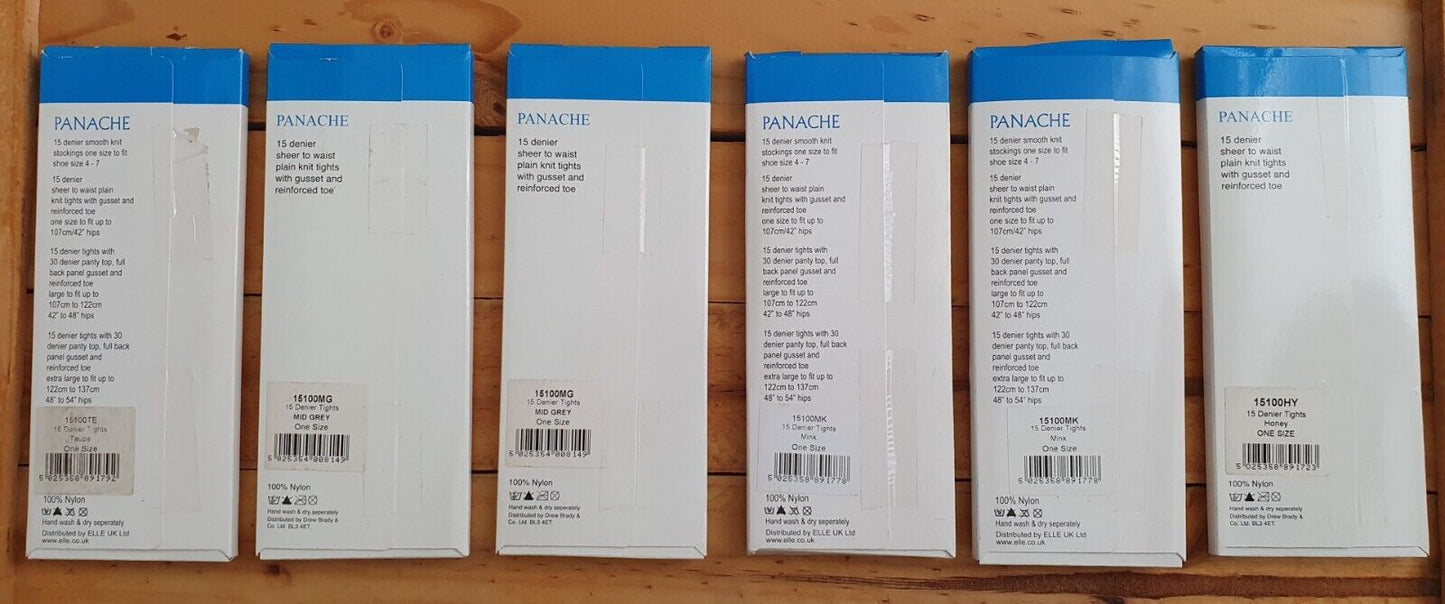 PANACHE
15 denier smooth knit
stockings one size to fit
shoe size 4 - 7
15 denier
sheer to waist plain
knit tights with gusset and
reinforced toe
one size to fit up to
107cm/42" hips
15 denier tights with
30 denier panty top, full
back panel gusset and
reinforced toe
large to fit up to
107cm to 122cm
42" to 48" hips
15 denier tights with 30
denier panty top, full back
panel gusset and
reinforced toe
extra large to fit up to
122cm to 137cm
48" to 54" hips
15100TE
15 Denier Tights
Taupe
One Size
5 025358 891792
100% Nylon
Hand wash & dry seperately
Distributed by ELLE UK Ltd
www.elle.co.uk
PANACHE
15 denier
sheer to waist
plain knit tights
with gusset and
reinforced toe
15100MG
15 Denier Tights
MID GREY
One Size
5 025354 008149
100% Nylon
Hand wash & dry seperately
Distributed by Drew Brady &
Co. Ltd. BL3 4ET.
PANACHE
15 denier
sheer to waist
plain knit tights
with gusset and
reinforced toe
15100MG
15 Denier Tights
MID GREY
One Size
5 025354 008149
100% Nylon
Hand wash & dry seperately
Distributed by Drew Brady &
Co. Ltd. BL3 4ET.
PANACHE
15 denier smooth knit
stockings one size to fit
shoe size 4 - 7
15 denier
sheer to waist plain
knit tights with gusset and
reinforced toe
one size to fit up to
107cm/42" hips
15 denier tights with
30 denier panty top, full
back panel gusset and
reinforced toe
large to fit up to
107cm to 122cm
42" to 48" hips
15 denier tights with 30
denier panty top, full back
panel gusset and
reinforced toe
extra large to fit up to
122cm to 137cm
48" to 54" hips
15100MK
15 Denier Tights
Mink
One Size
5 025358 891778
100% Nylon
Hand wash & dry seperately
Distributed by ELLE UK Ltd
www.elle.co.uk
PANACHE
15 denier smooth knit
stockings one size to fit
shoe size 4 - 7
15 denier
sheer to waist plain
knit tights with gusset and
reinforced toe
one size to fit up to
107cm/42" hips
15 denier tights with
30 denier panty top, full
back panel gusset and
reinforced toe
large to fit up to
107cm to 122cm
42" to 48" hips
15 denier tights with 30
denier panty top, full back
panel gusset and
reinforced toe
extra large to fit up to
122cm to 137cm
48" to 54" hips
15100MK
15 Denier Tights
Mink
One Size
5 025358 891778
100% Nylon
Hand wash & dry seperately
Distributed by ELLE UK Ltd
www.elle.co.uk
PANACHE
15 denier
sheer to waist
plain knit tights
with gusset and
reinforced toe
15100HY
15 Denier Tights
Honey
ONE SIZE
5 025358 891723
100% Nylon
Hand wash & dry seperately
Distributed by Drew Brady &
Co. Ltd. BL3 4ET.